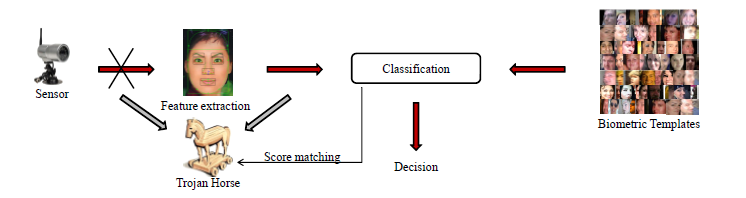 Sensor
Feature extraction
Classification
Biometric Templates
Score matching
Decision
Trojan Horse